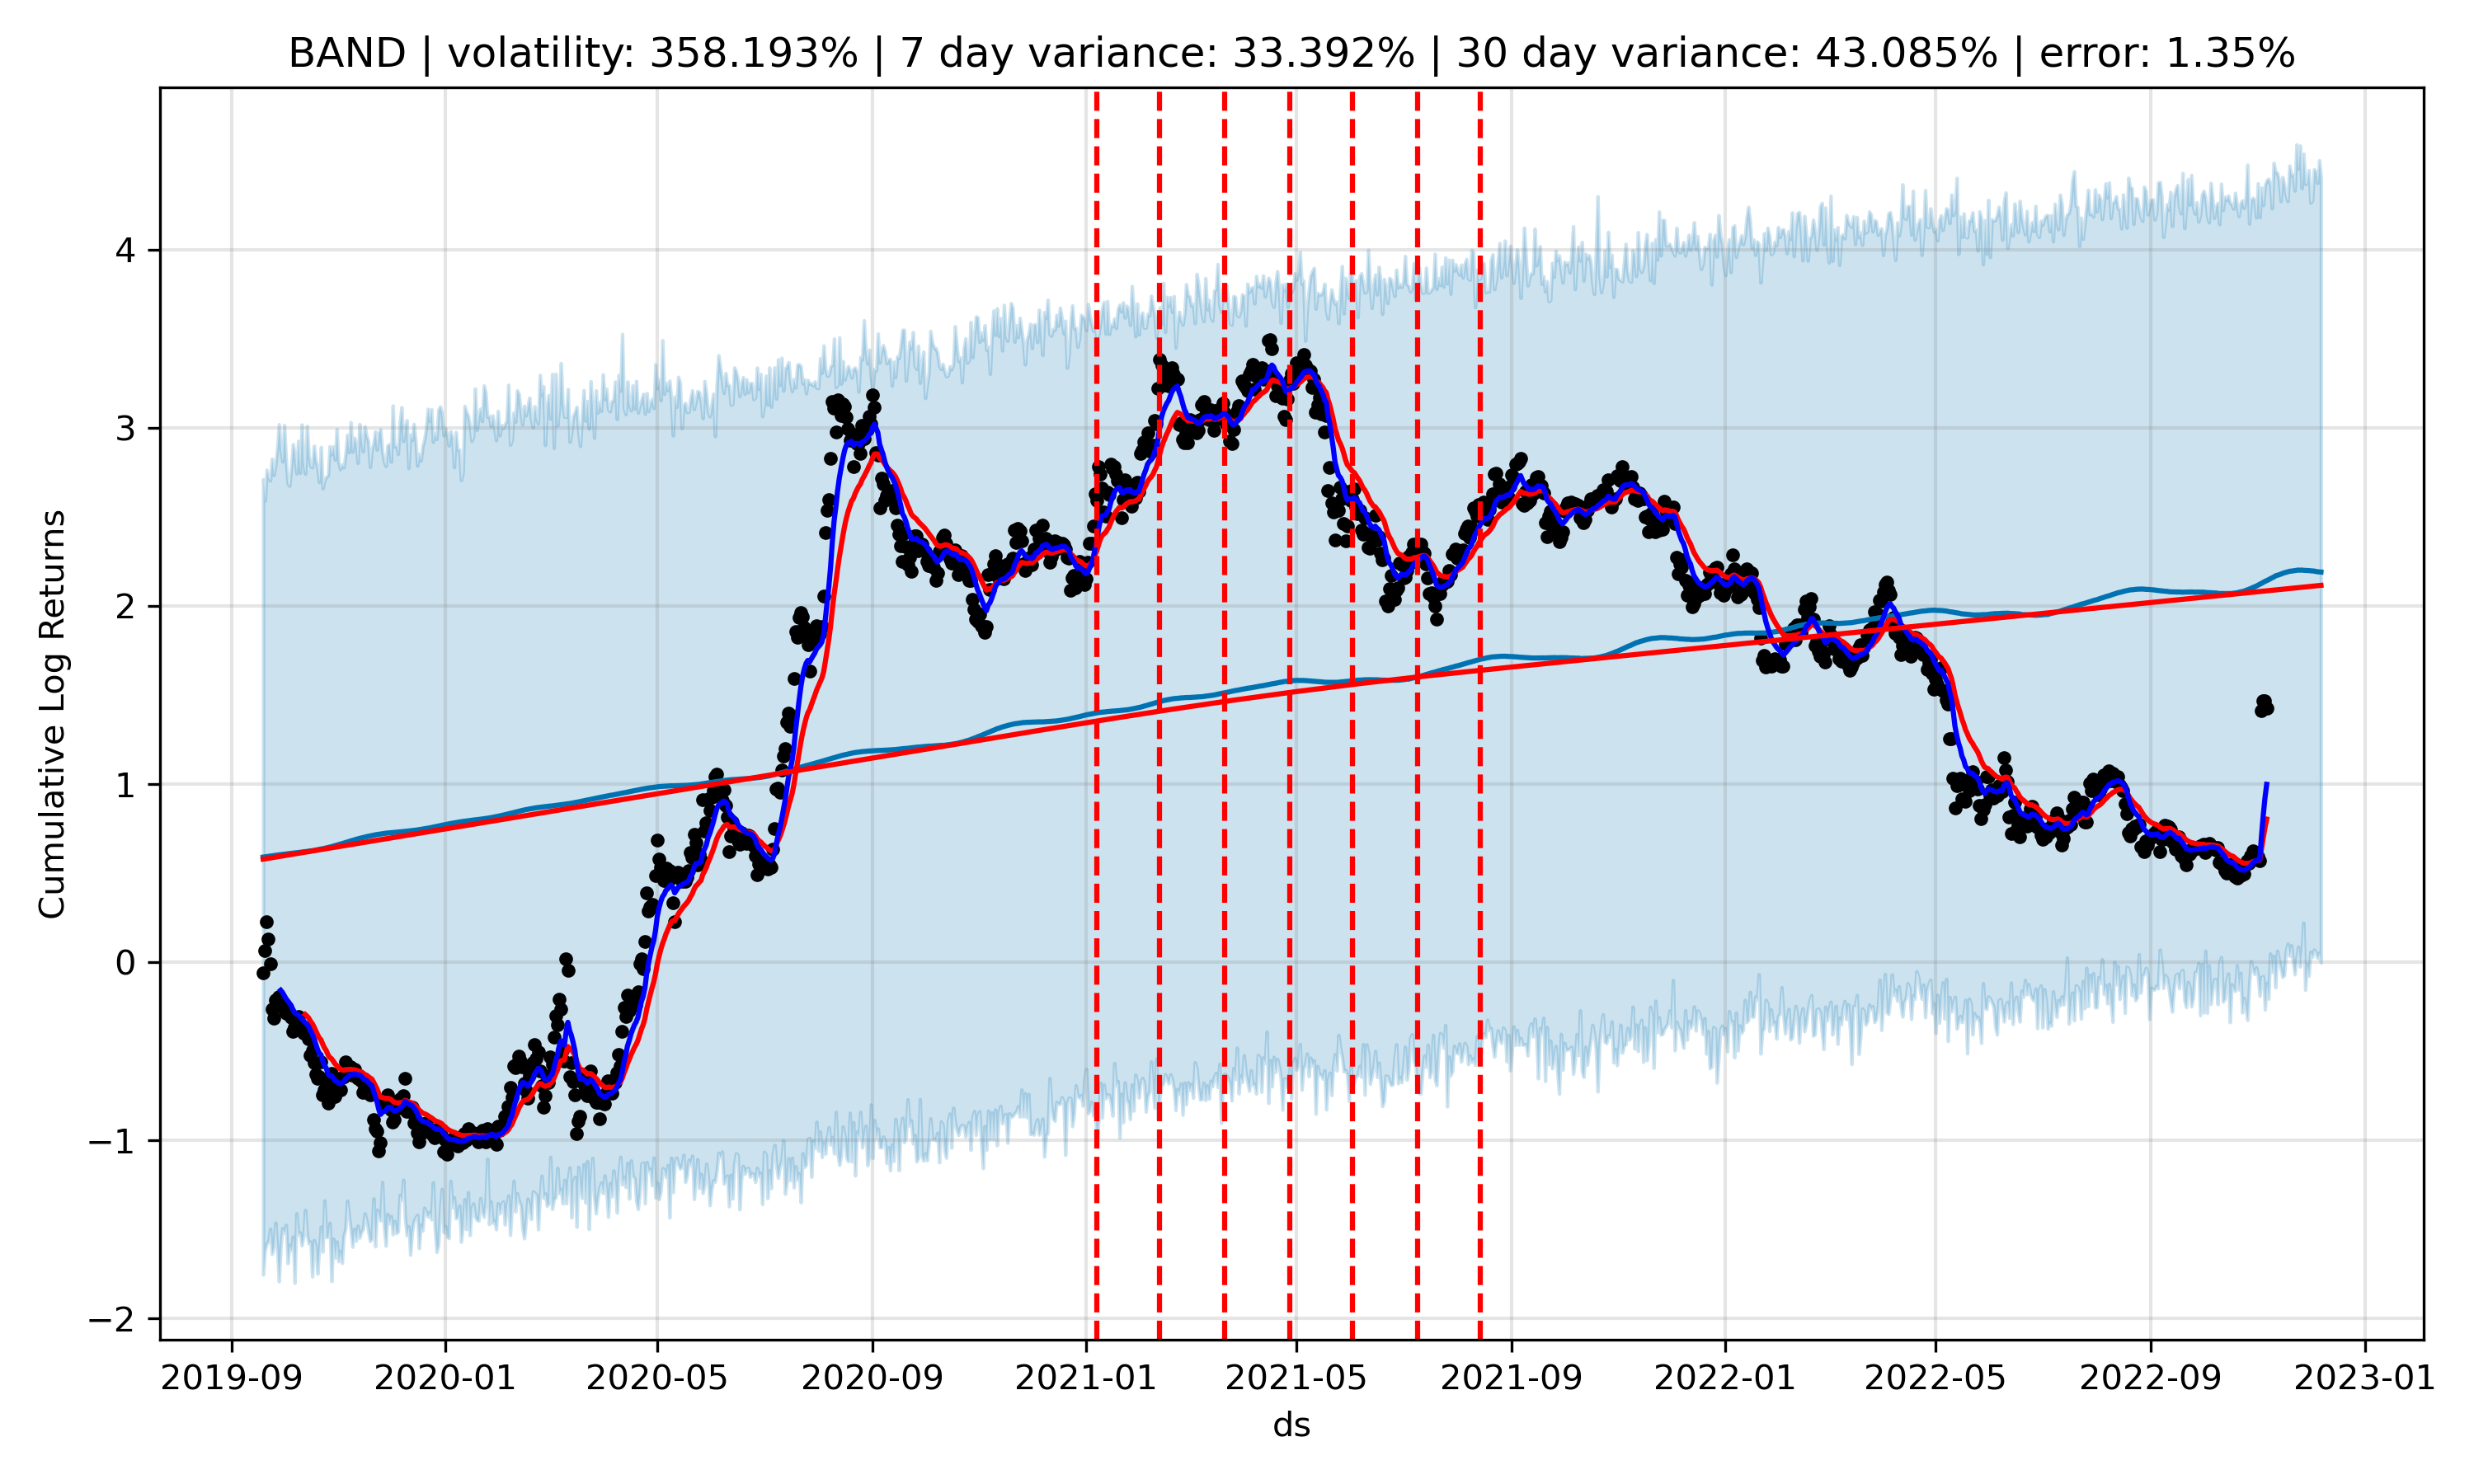 BAND | volatility: 358.193% | 7 day variance: 33.392% | 30 day variance: 43.085% | error: 1.35%
Cumulative Log Returns
4
3
2
1
0
−1
−2
2019-09 2020-01 2020-05 2020-09 2021-01 2021-05 2021-09 2022-01 2022-05 2022-09 2023-01
ds